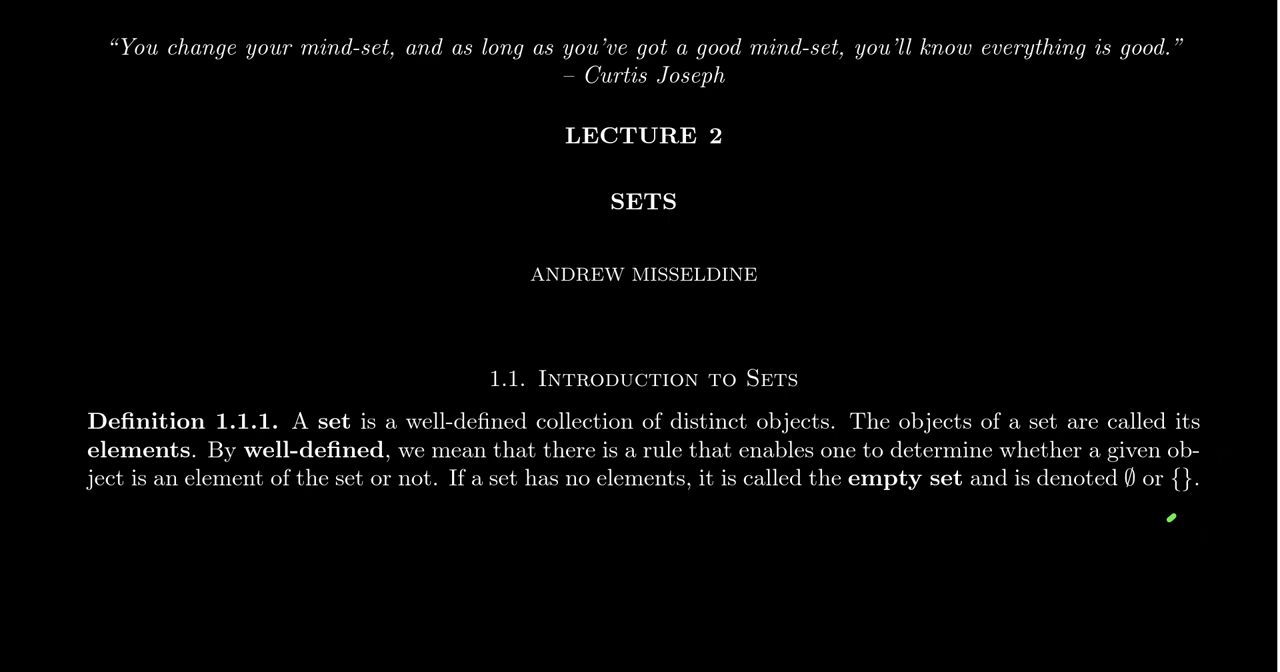 “You change your mind-set, and as long as you’ve got a good mind-set, you’ll know everything is good.”
– Curtis Joseph
LECTURE 2
SETS
ANDREW MISSELDINE
1.1. Introduction to Sets
Definition 1.1.1. A set is a well-defined collection of distinct objects. The objects of a set are called its
elements. By well-defined, we mean that there is a rule that enables one to determine whether a given ob-
ject is an element of the set or not. If a set has no elements, it is called the empty set and is denoted ∅ or {}.